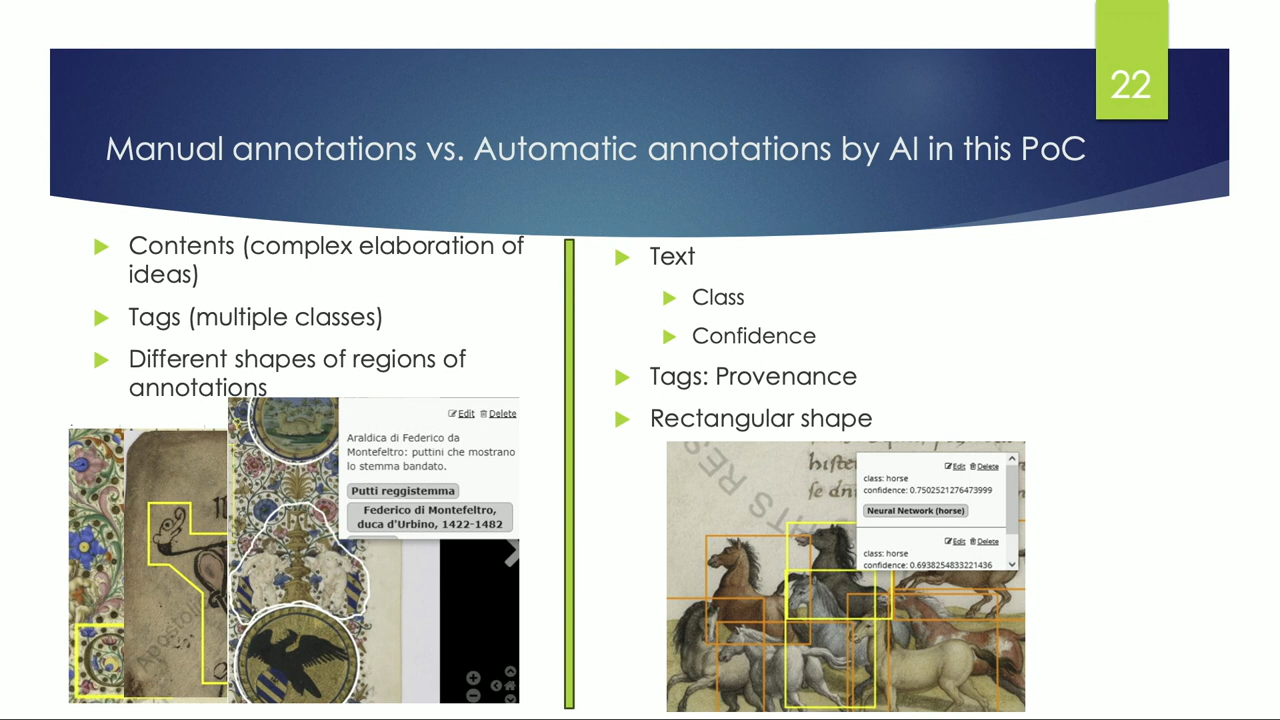 22
Manual annotations vs. Automatic annotations by AI in this PoC
Contents (complex elaboration of
ideas)
Tags (multiple classes)
Different shapes of regions of
annotations
Edit Delete
Araldica di Federico da
Montefeltro: puttini che mostrano
lo stemma bandato.
Putti reggistemma
Federico di Montefeltro,
duca d'Urbino, 1422-1482
Text
Class
Confidence
Tags: Provenance
Rectangular shape
Edit Delete
class: horse
confidence: 0.7502521276473999
Neural Network (horse)
Edit Delete
class: horse
confidence: 0.6938254833221436